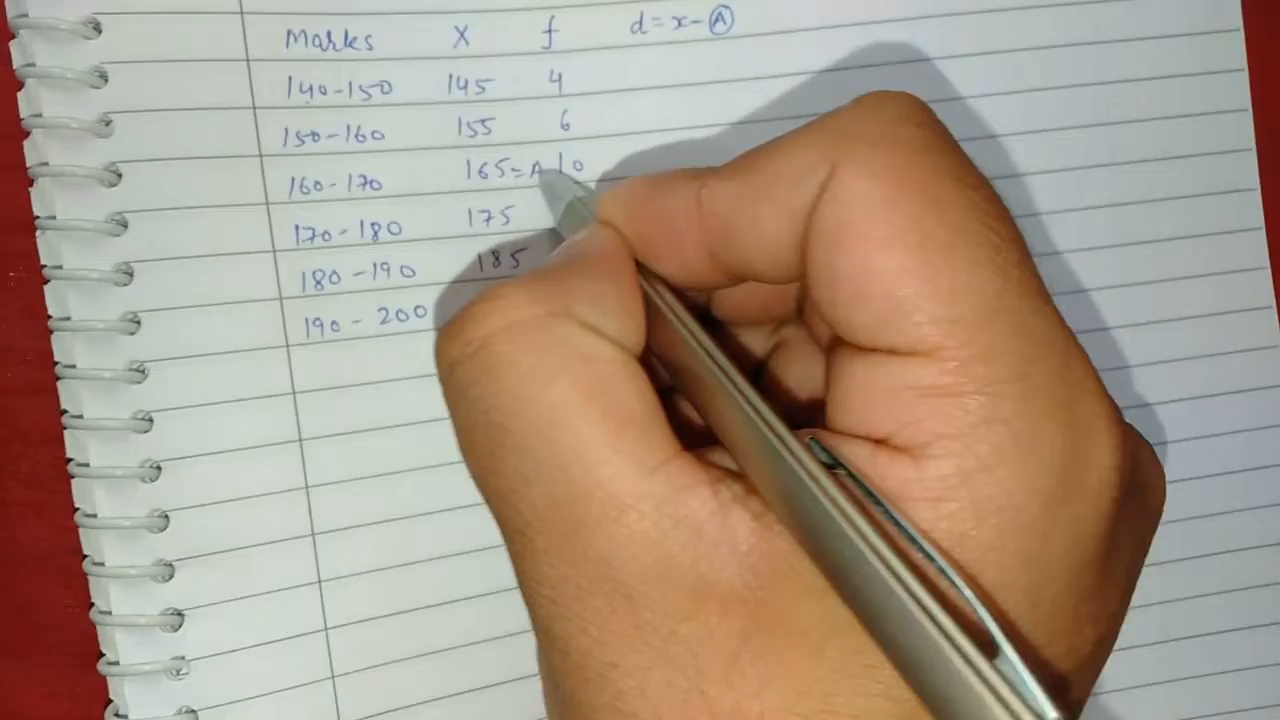 Marks X f d = x - A
140-150 145 4
150-160 155 6
160-170 165 = A 10
170-180 175
180-190 185
190-200